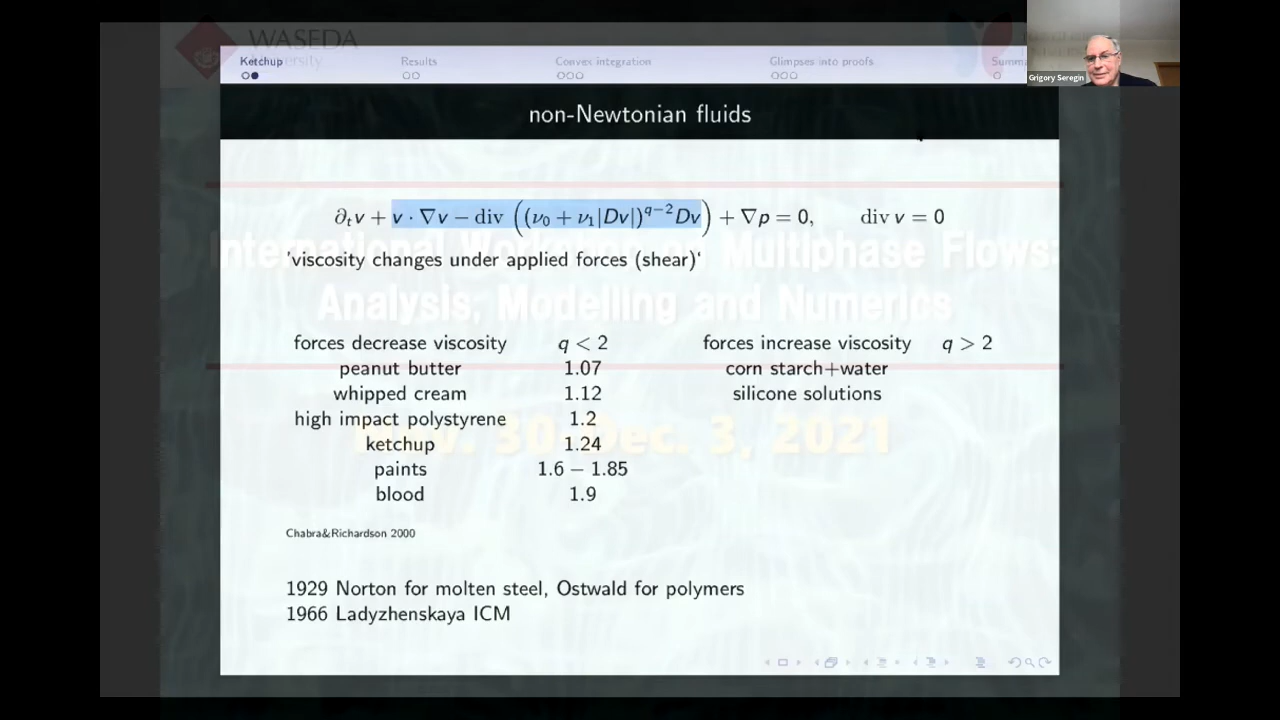 WASEDA
Grigory Seregin
Ketchup Results Convex integration Glimpses into proofs
non-Newtonian fluids
∂ₜv + v · ∇v − div ((ν₀ + ν₁|Dv|)^{q−2}Dv) + ∇p = 0, div v = 0
International Workshop on Multiphase Flows:
'viscosity changes under applied forces (shear)'
Analysis, Modelling and Numerics
forces decrease viscosity q < 2 forces increase viscosity q > 2
peanut butter 1.07 corn starch+water
whipped cream 1.12 silicone solutions
high impact polystyrene 1.2
Nov. 30-Dec. 3, 2021
ketchup 1.24
paints 1.6 − 1.85
blood 1.9
Chabra&Richardson 2000
1929 Norton for molten steel, Ostwald for polymers
1966 Ladyzhenskaya ICM